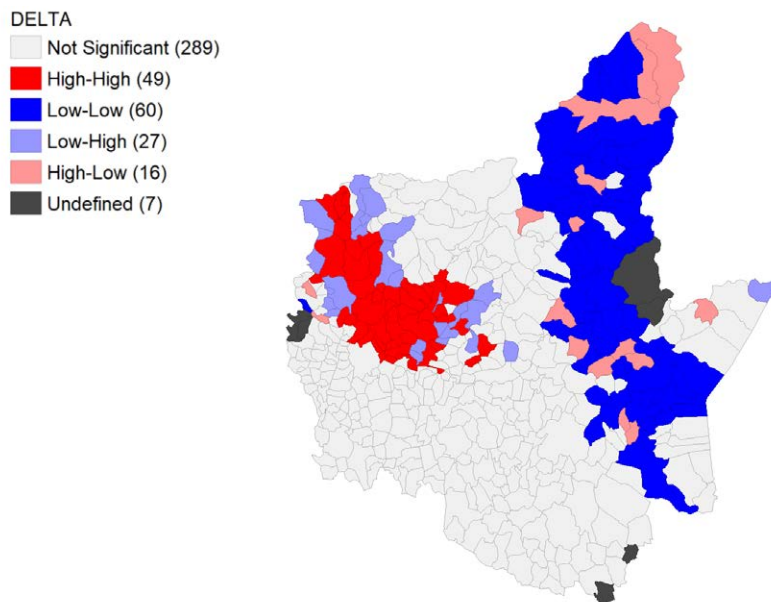 DELTA
Not Significant (289)
High-High (49)
Low-Low (60)
Low-High (27)
High-Low (16)
Undefined (7)